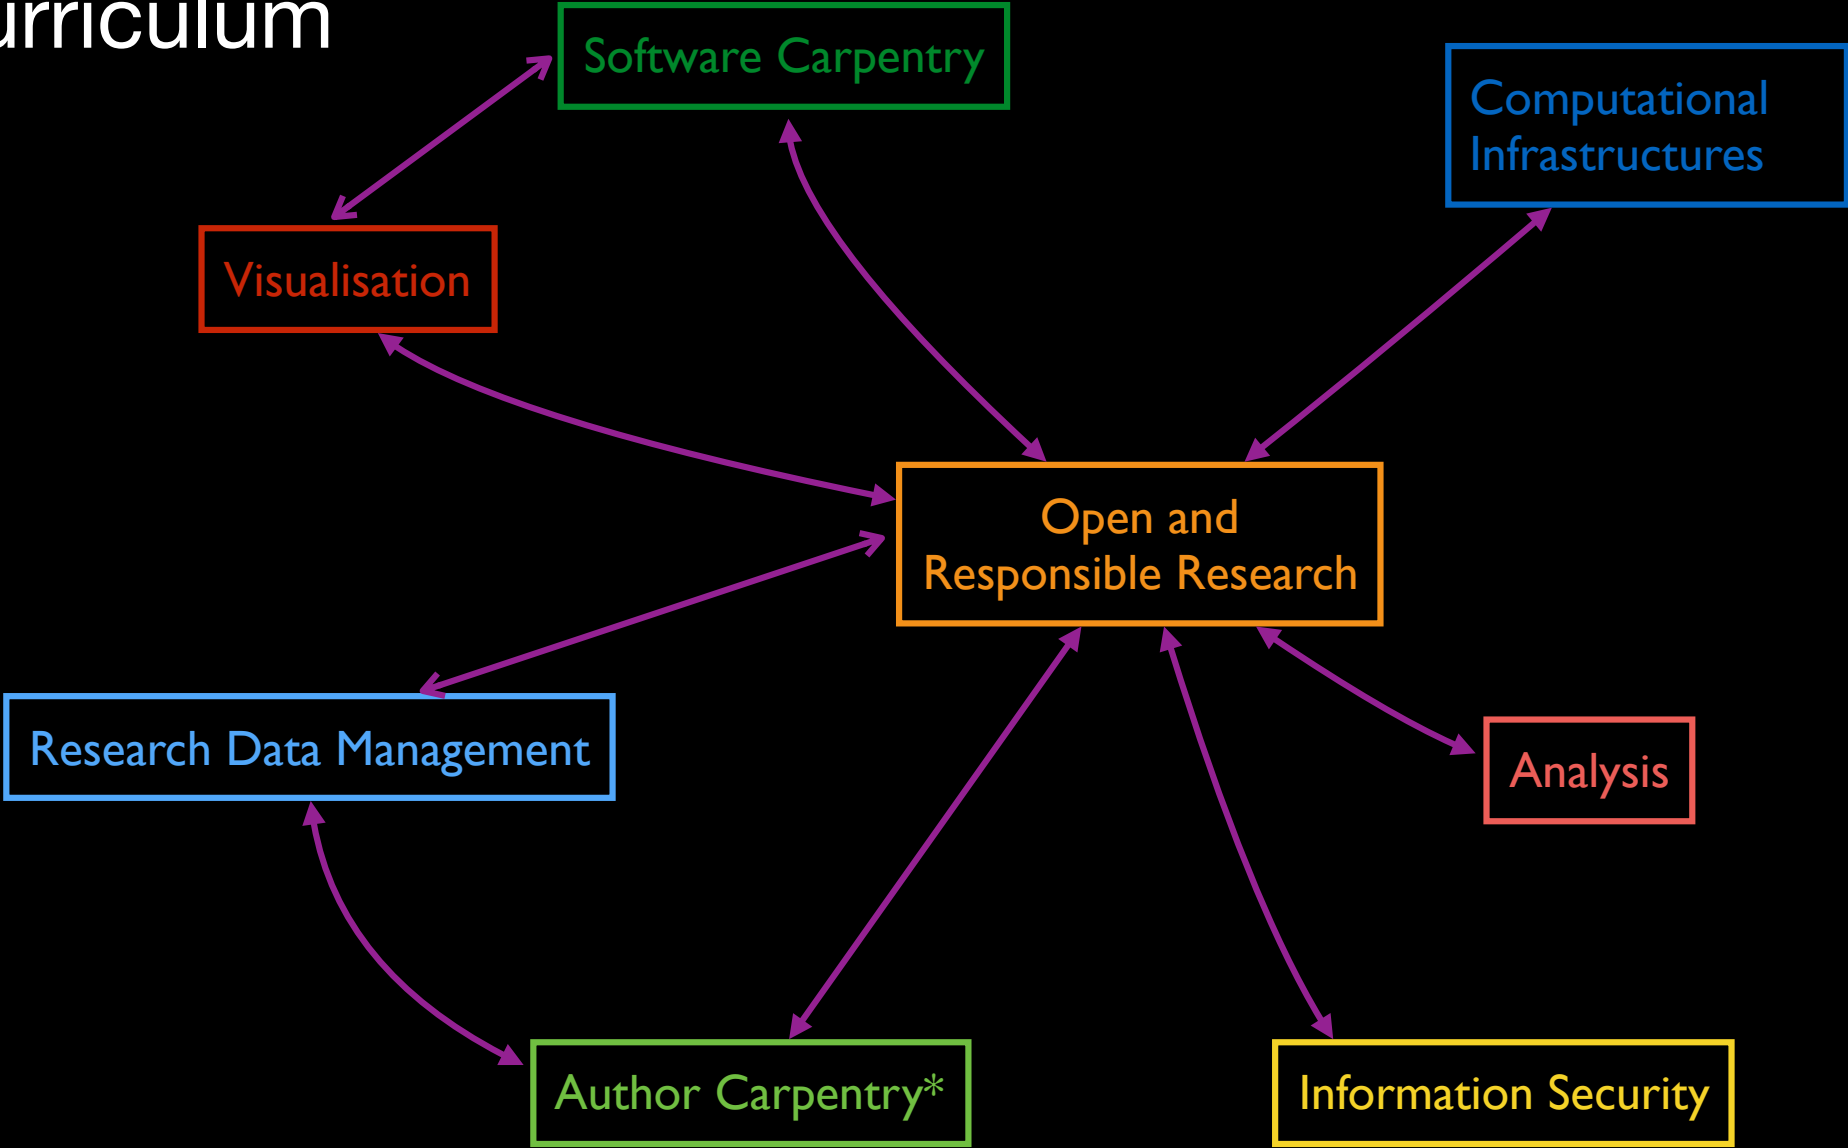 urriculum
Software Carpentry
Computational
Infrastructures
Visualisation
Open and
Responsible Research
Research Data Management
Analysis
Author Carpentry*
Information Security